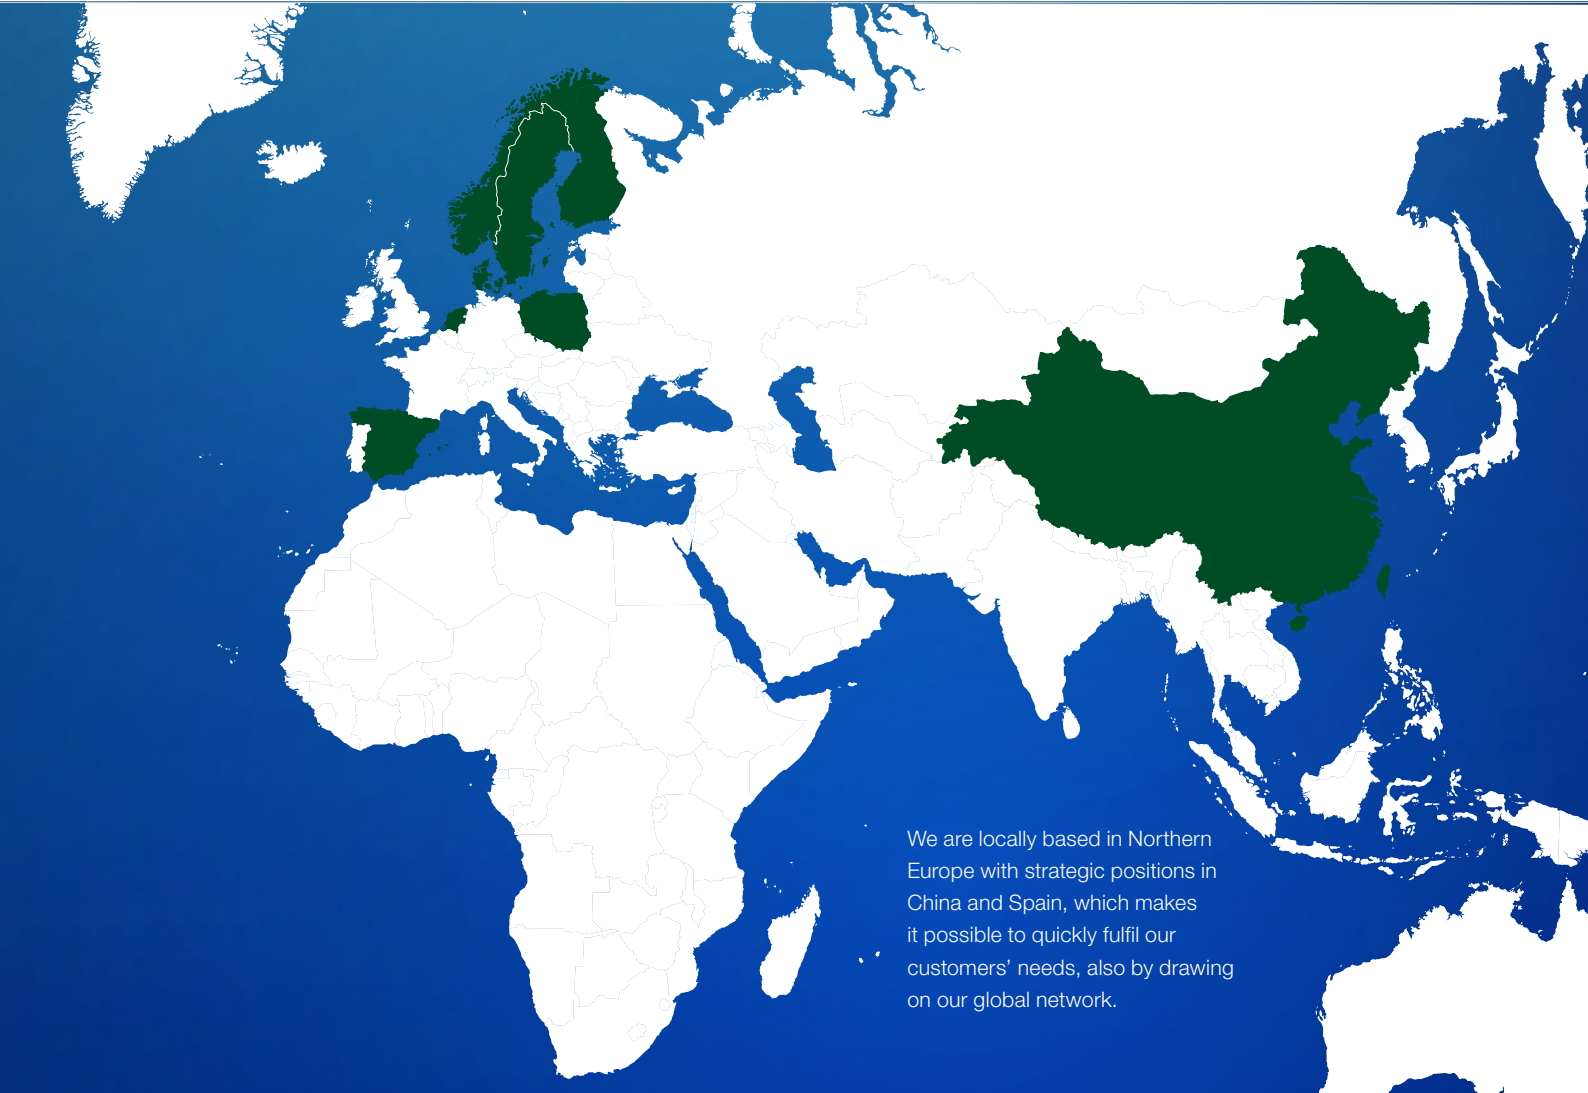 We are locally based in Northern
Europe with strategic positions in
China and Spain, which makes
it possible to quickly fulfil our
customers’ needs, also by drawing
on our global network.